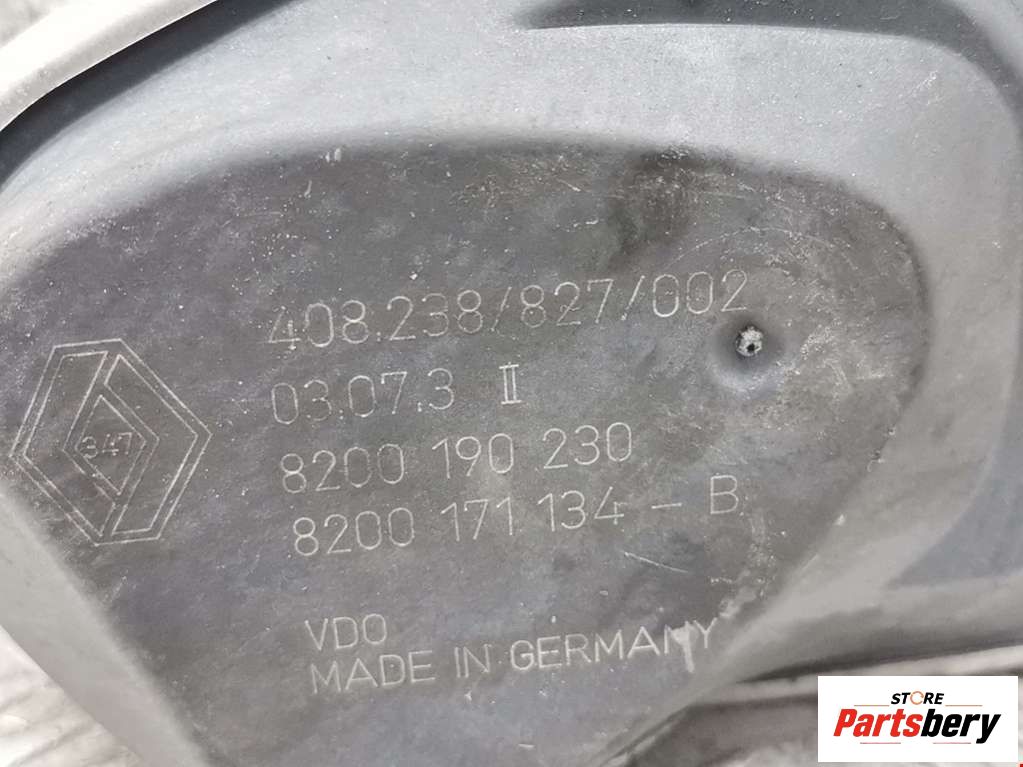 408.238/827/002
03.07.3 II
347
8200 190 230
8200 171 134 - B
VDO
MADE IN GERMANY
STORE
Partsbery